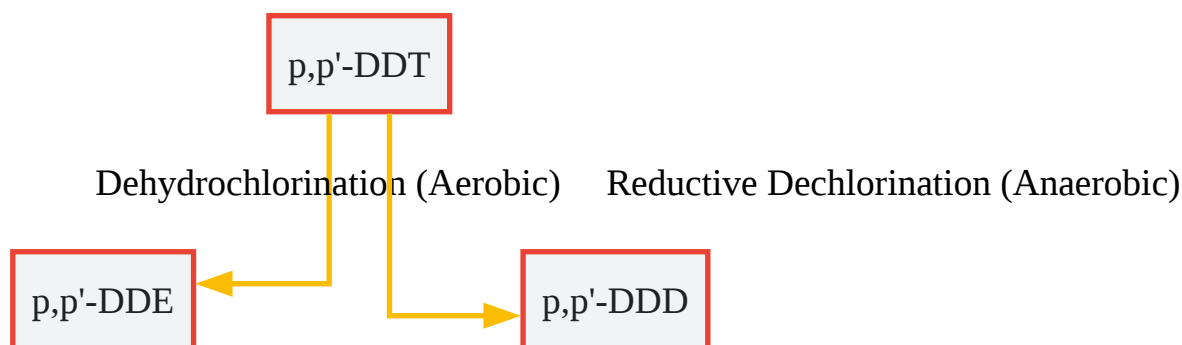 p,p'-DDT
Dehydrochlorination (Aerobic)
Reductive Dechlorination (Anaerobic)
p,p'-DDE
p,p'-DDD